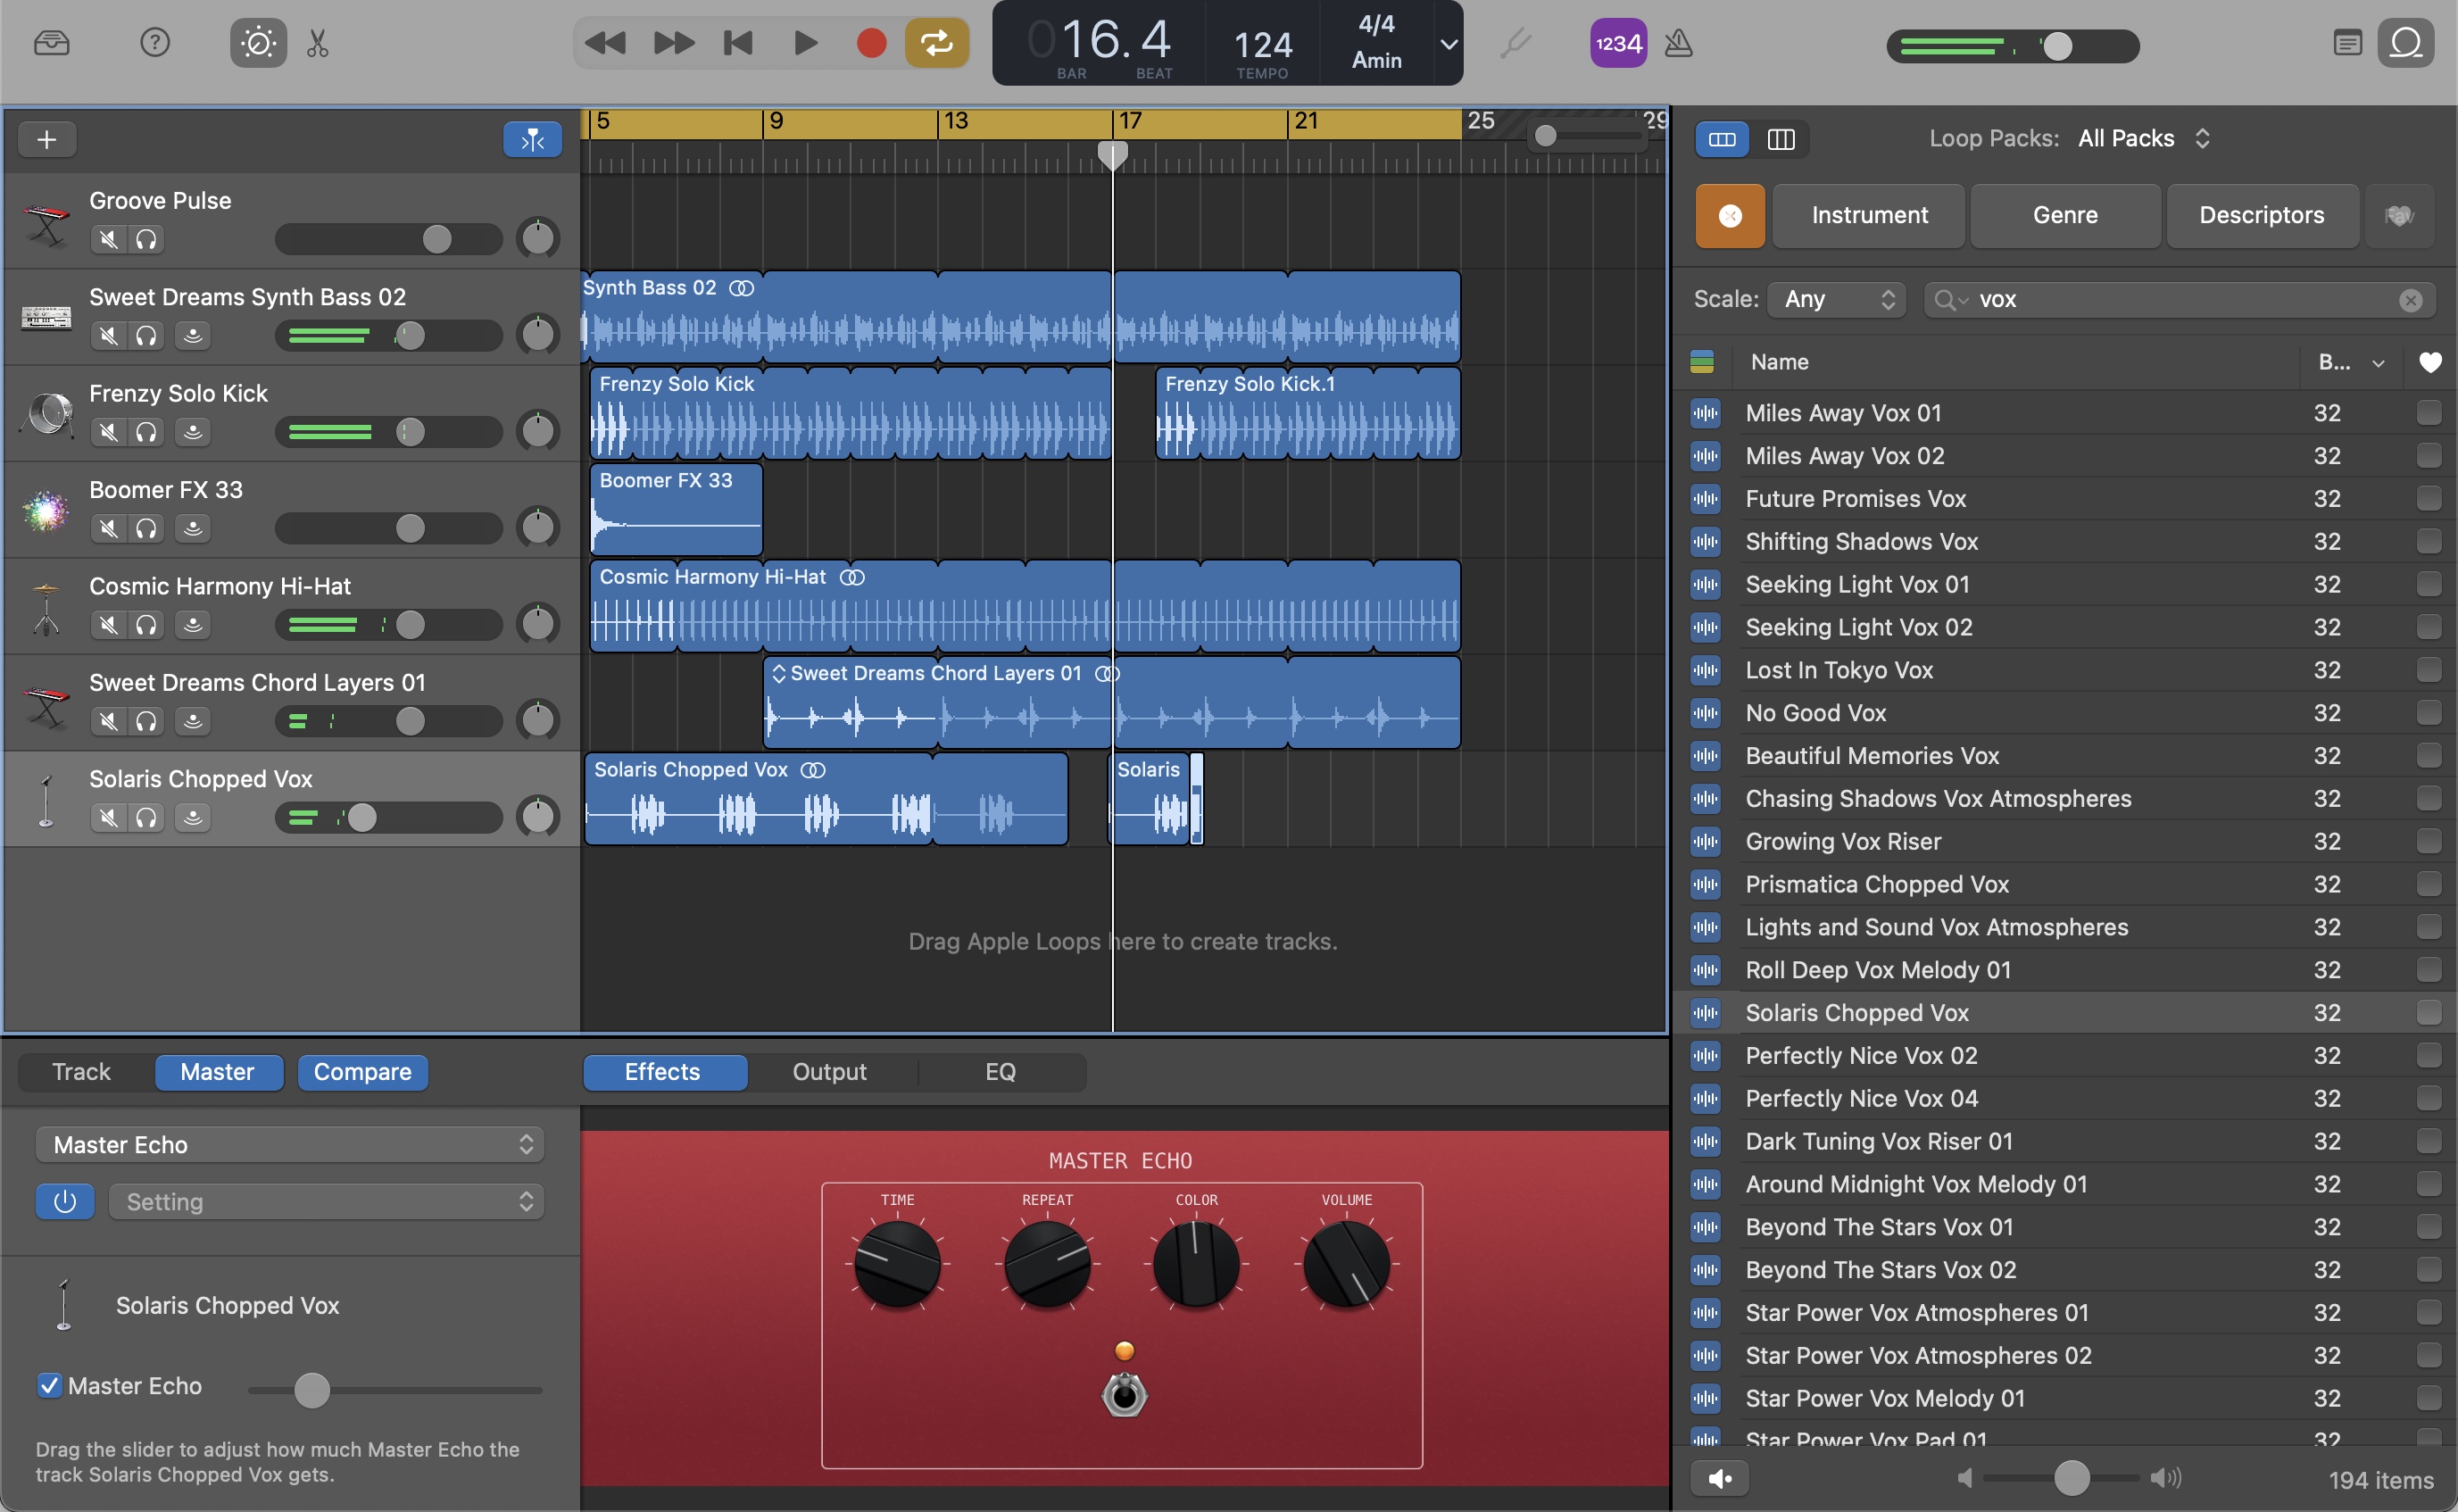 016.4
BAR
BEAT
124
TEMPO
4/4
Amin
1234
5
9
13
17
21
25
29
Groove Pulse
Sweet Dreams Synth Bass 02
Synth Bass 02
Frenzy Solo Kick
Frenzy Solo Kick
Frenzy Solo Kick.1
Boomer FX 33
Boomer FX 33
Cosmic Harmony Hi-Hat
Cosmic Harmony Hi-Hat
Sweet Dreams Chord Layers 01
Sweet Dreams Chord Layers 01
Solaris Chopped Vox
Solaris Chopped Vox
Solaris
Drag Apple Loops here to create tracks.
Track
Master
Compare
Effects
Output
EQ
Master Echo
Setting
Solaris Chopped Vox
Master Echo
Drag the slider to adjust how much Master Echo the
track Solaris Chopped Vox gets.
MASTER ECHO
TIME
REPEAT
COLOR
VOLUME
Loop Packs: All Packs
Instrument
Genre
Descriptors
Fav
Scale: Any
vox
Name
B...
Miles Away Vox 01 32
Miles Away Vox 02 32
Future Promises Vox 32
Shifting Shadows Vox 32
Seeking Light Vox 01 32
Seeking Light Vox 02 32
Lost In Tokyo Vox 32
No Good Vox 32
Beautiful Memories Vox 32
Chasing Shadows Vox Atmospheres 32
Growing Vox Riser 32
Prismatica Chopped Vox 32
Lights and Sound Vox Atmospheres 32
Roll Deep Vox Melody 01 32
Solaris Chopped Vox 32
Perfectly Nice Vox 02 32
Perfectly Nice Vox 04 32
Dark Tuning Vox Riser 01 32
Around Midnight Vox Melody 01 32
Beyond The Stars Vox 01 32
Beyond The Stars Vox 02 32
Star Power Vox Atmospheres 01 32
Star Power Vox Atmospheres 02 32
Star Power Vox Melody 01 32
Star Power Vox Pad 01 32
194 items